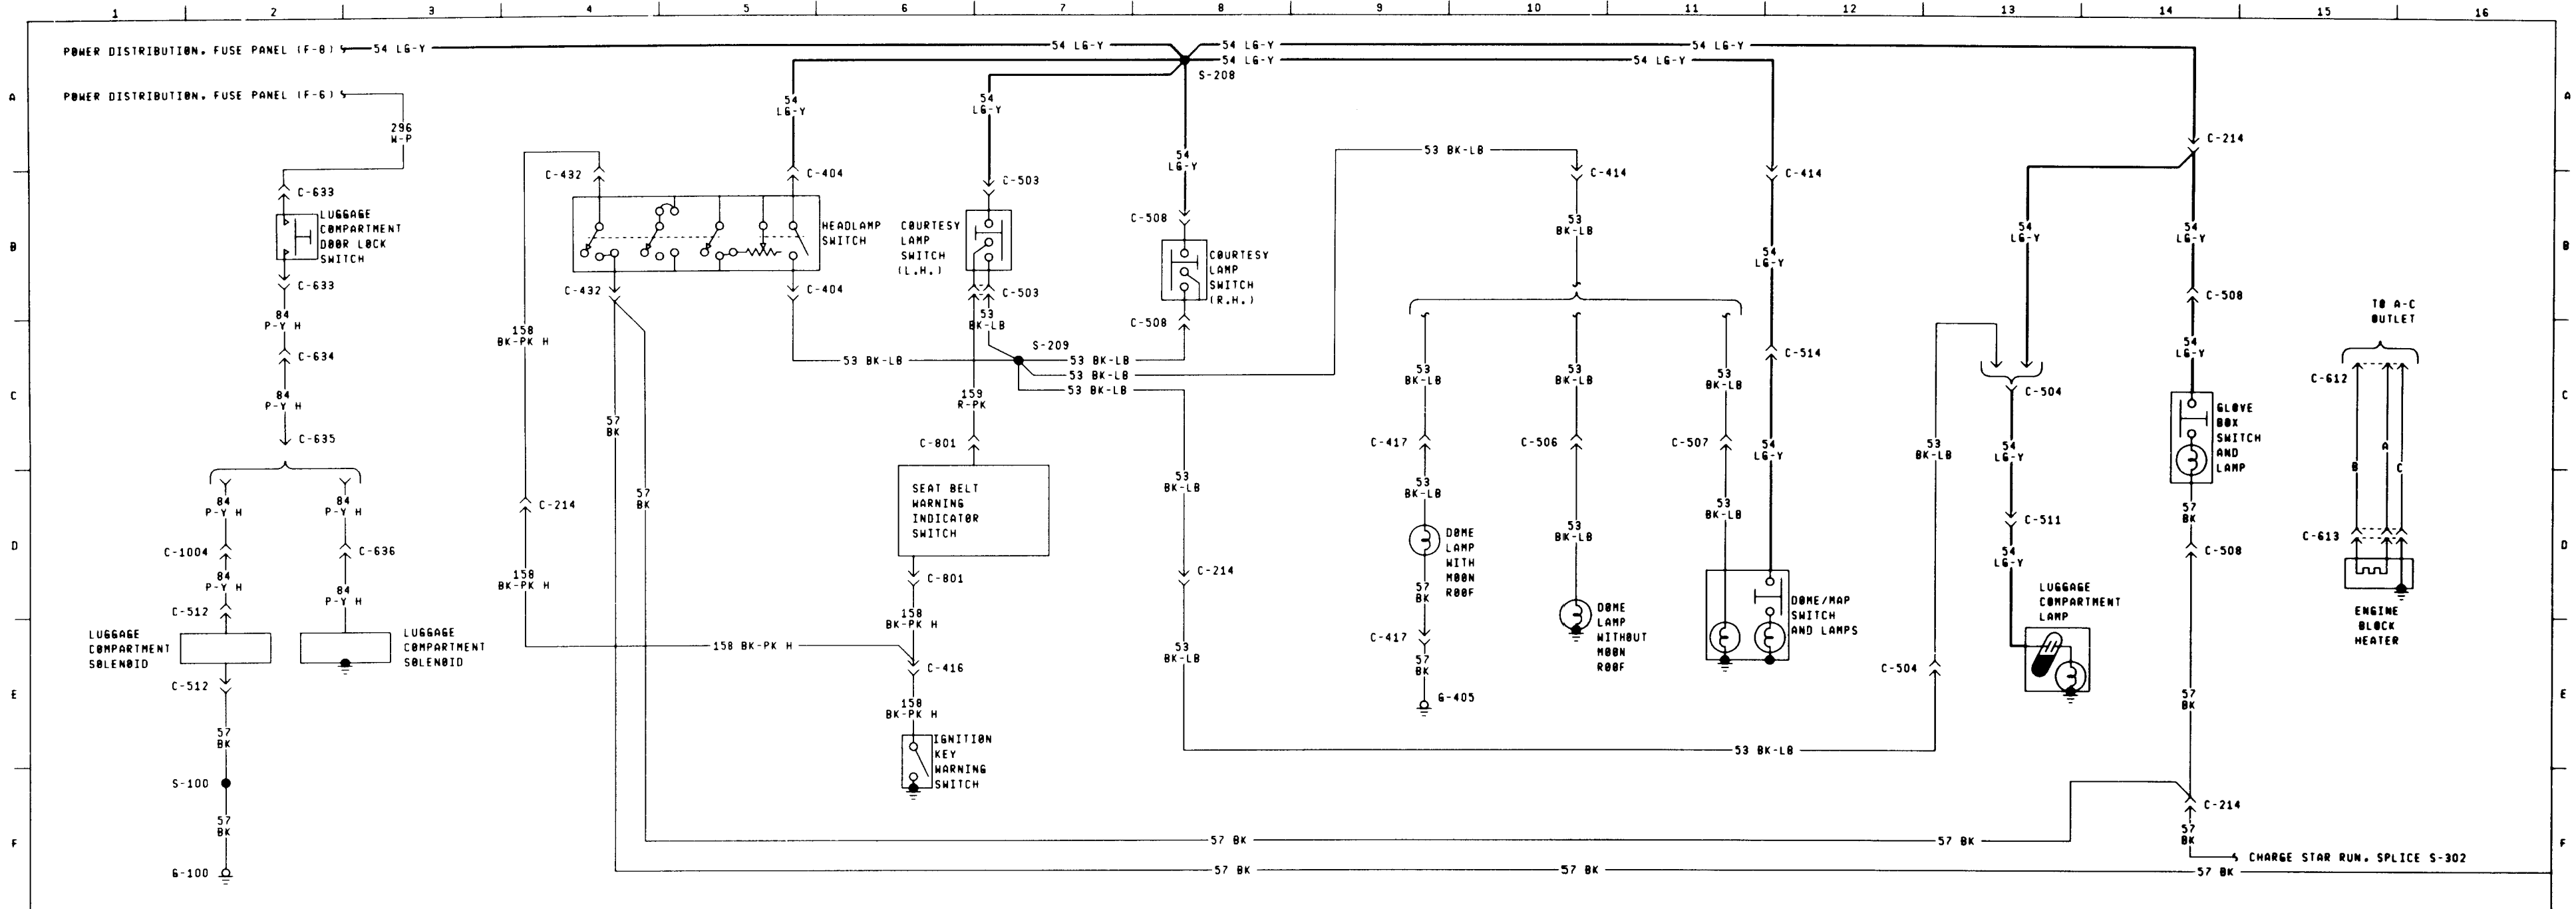 1 2 3 4 5 6 7 8 9 10 11 12 13 14 15 16
POWER DISTRIBUTION. FUSE PANEL (F-8) 54 LG-Y
54 LG-Y
54 LG-Y
54 LG-Y
54 LG-Y
54 LG-Y
S-208
A
POWER DISTRIBUTION. FUSE PANEL (F-6)
A
296
W-P
54
LG-Y
54
LG-Y
54
LG-Y
53 BK-LB
C-214
C-432
C-404
C-503
C-414
C-414
C-633
LUGGAGE
COMPARTMENT
DOOR LOCK
SWITCH
C-633
B
B
HEADLAMP
SWITCH
COURTESY
LAMP
SWITCH
(L.H.)
C-508
COURTESY
LAMP
SWITCH
(R.H.)
53
BK-LB
54
LG-Y
54
LG-Y
54
LG-Y
C-432
C-404
C-503
C-508
C-508
84
P-Y H
158
BK-PK H
53
BK-LB
S-209
TO A-C
OUTLET
C-634
53 BK-LB
53 BK-LB
53 BK-LB
53 BK-LB
C-514
54
LG-Y
C
C
84
P-Y H
159
R-PK
53
BK-LB
53
BK-LB
53
BK-LB
C-504
C-612
C-635
57
BK
C-801
C-417
C-506
C-507
54
LG-Y
53
BK-LB
54
LG-Y
GLOVE
BOX
SWITCH
AND
LAMP
B
A
C
84
P-Y H
84
P-Y H
C-214
57
BK
SEAT BELT
WARNING
INDICATOR
SWITCH
53
BK-LB
53
BK-LB
53
BK-LB
53
BK-LB
C-511
57
BK
C-508
C-613
D
D
C-1004
C-636
84
P-Y H
84
P-Y H
158
BK-PK H
C-801
C-214
DOME
LAMP
WITH
MOON
ROOF
54
LG-Y
C-512
158
BK-PK H
57
BK
DOME
LAMP
WITHOUT
MOON
ROOF
DOME/MAP
SWITCH
AND LAMPS
LUGGAGE
COMPARTMENT
LAMP
ENGINE
BLOCK
HEATER
LUGGAGE
COMPARTMENT
SOLENOID
LUGGAGE
COMPARTMENT
SOLENOID
158 BK-PK H
C-416
53
BK-LB
C-417
57
BK
C-504
C-512
E
E
158
BK-PK H
G-405
57
BK
57
BK
IGNITION
KEY
WARNING
SWITCH
53 BK-LB
S-100
C-214
57
BK
57
BK
F
F
57 BK
57 BK
CHARGE STAR RUN. SPLICE S-302
G-100
57 BK
57 BK
57 BK